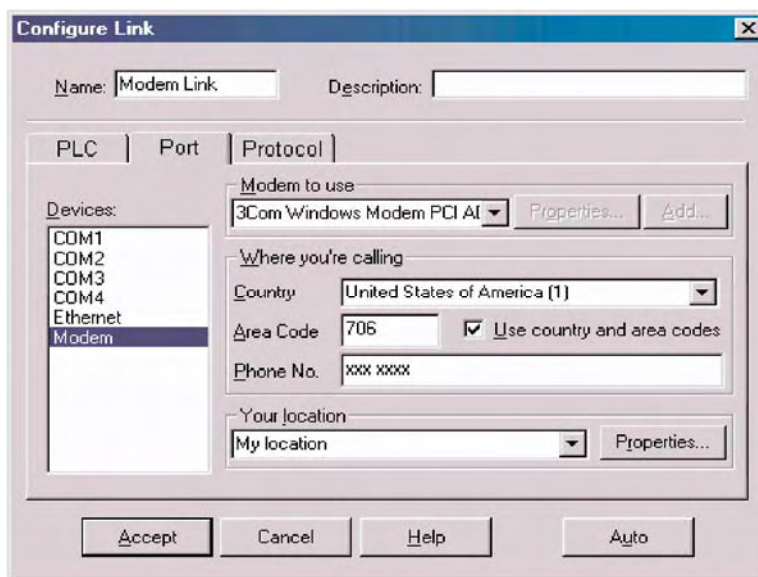 Configure Link
Name: Modem Link Description:
PLC Port Protocol
Devices:
COM1
COM2
COM3
COM4
Ethernet
Modem
Modem to use
3Com Windows Modem PCI Properties... Add...
Where you're calling
Country United States of America (1)
Area Code 706 Use country and area codes
Phone No. xxx xxxx
Your location
My location Properties...
Accept Cancel Help Auto